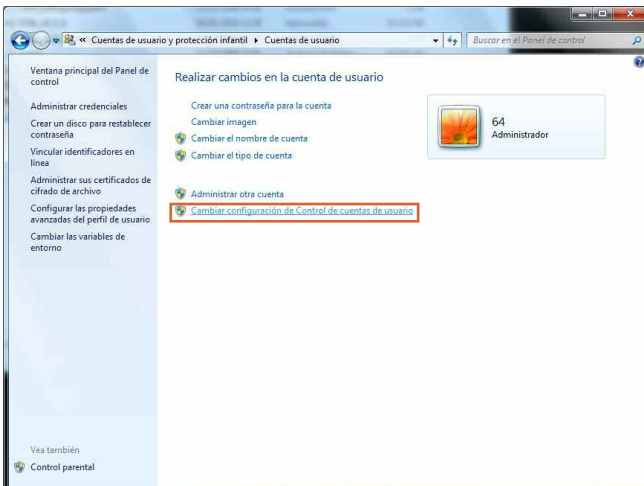 « Cuentas de usuario y protección infantil ▸ Cuentas de usuario
Buscar en el Panel de control
Ventana principal del Panel de
control
Administrar credenciales
Crear un disco para restablecer
contraseña
Vincular identificadores en
línea
Administrar sus certificados de
cifrado de archivo
Configurar las propiedades
avanzadas del perfil de usuario
Cambiar las variables de
entorno
Vea también
Control parental
Realizar cambios en la cuenta de usuario
Crear una contraseña para la cuenta
Cambiar imagen
Cambiar el nombre de cuenta
Cambiar el tipo de cuenta
Administrar otra cuenta
Cambiar configuración de Control de cuentas de usuario
64
Administrador